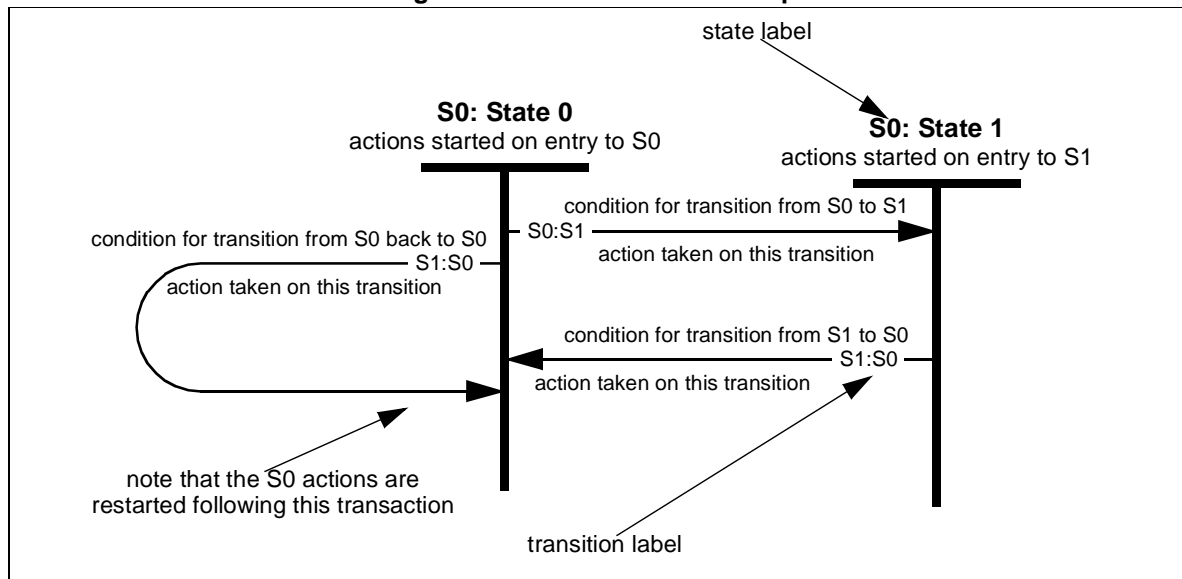 state label
S0: State 0
actions started on entry to S0
S0: State 1
actions started on entry to S1
condition for transition from S0 to S1
S0:S1
action taken on this transition
condition for transition from S0 back to S0
S1:S0
action taken on this transition
condition for transition from S1 to S0
S1:S0
action taken on this transition
note that the S0 actions are
restarted following this transaction
transition label